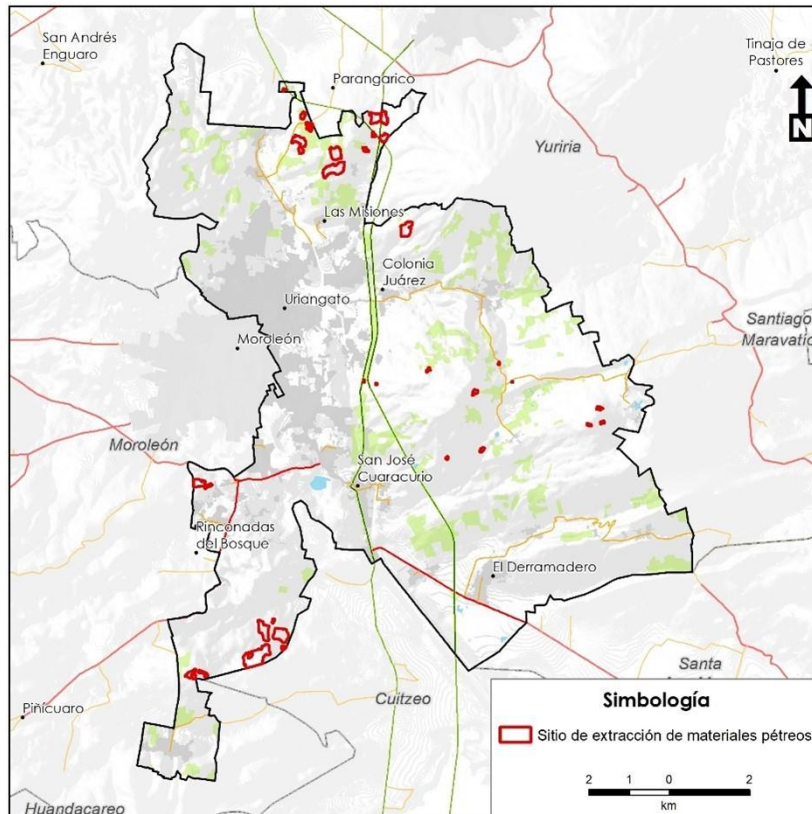 San Andrés
Enguaro
Tinaja de
Pastores
Parangarico
N
Yuriria
Las Misiones
Colonia
Juárez
Uriangato
Santiago
Maravatío
Moroleón
Moroleón
San José
Cuaracurio
Rinconadas
del Bosque
El Derramadero
Santa
Cuitzeo
Piñícuaro
Huandacareo
Simbología
Sitio de extracción de materiales pétreos
2 1 0 2
km